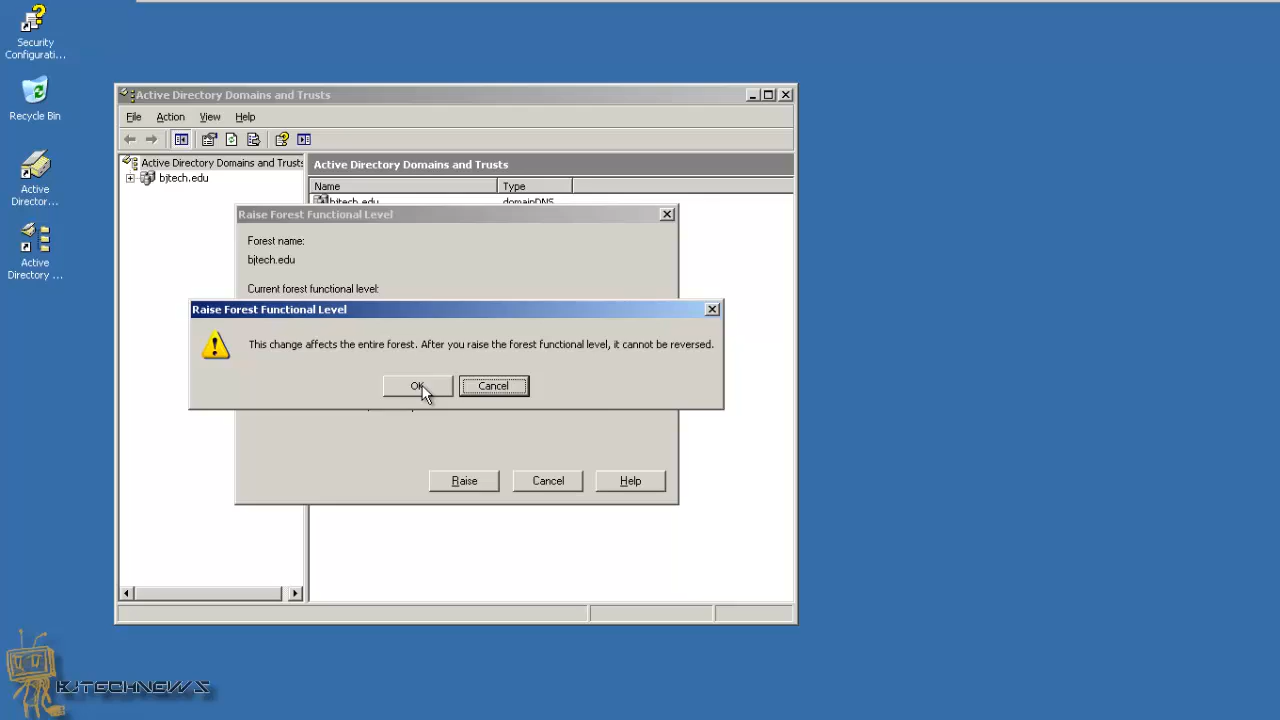 Security
Configurati...
Recycle Bin
Active
Director...
Active
Directory ...
Active Directory Domains and Trusts
File Action View Help
Active Directory Domains and Trusts
bjtech.edu
Active Directory Domains and Trusts
Name Type
bjtech.edu domainDNS
Raise Forest Functional Level
Forest name:
bjtech.edu
Current forest functional level:
Raise Forest Functional Level
This change affects the entire forest. After you raise the forest functional level, it cannot be reversed.
OK Cancel
Raise Cancel Help
BJTECHNEWS